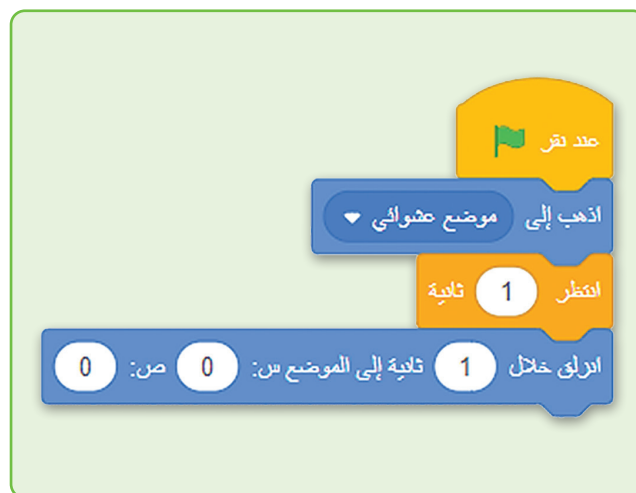 عند نقر
اذهب إلى موضع عشوائي
انتظر 1 ثانية
انزلق خلال 1 ثانية إلى الموضع س: 0 ص: 0